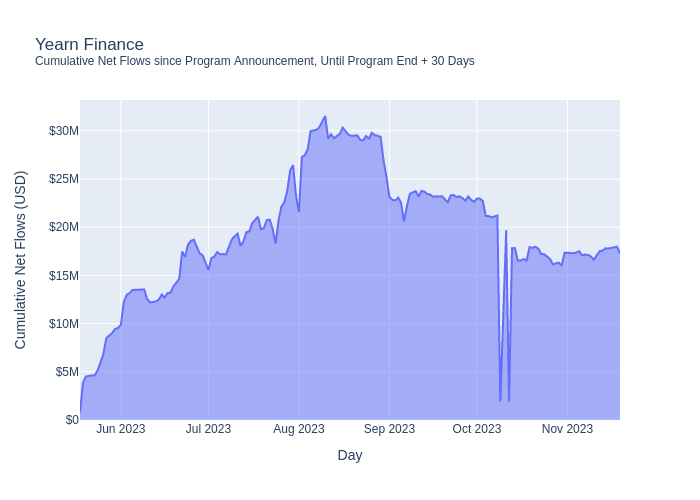 Yearn Finance
Cumulative Net Flows since Program Announcement, Until Program End + 30 Days
Cumulative Net Flows (USD)
$30M
$25M
$20M
$15M
$10M
$5M
$0
Jun 2023 Jul 2023 Aug 2023 Sep 2023 Oct 2023 Nov 2023
Day